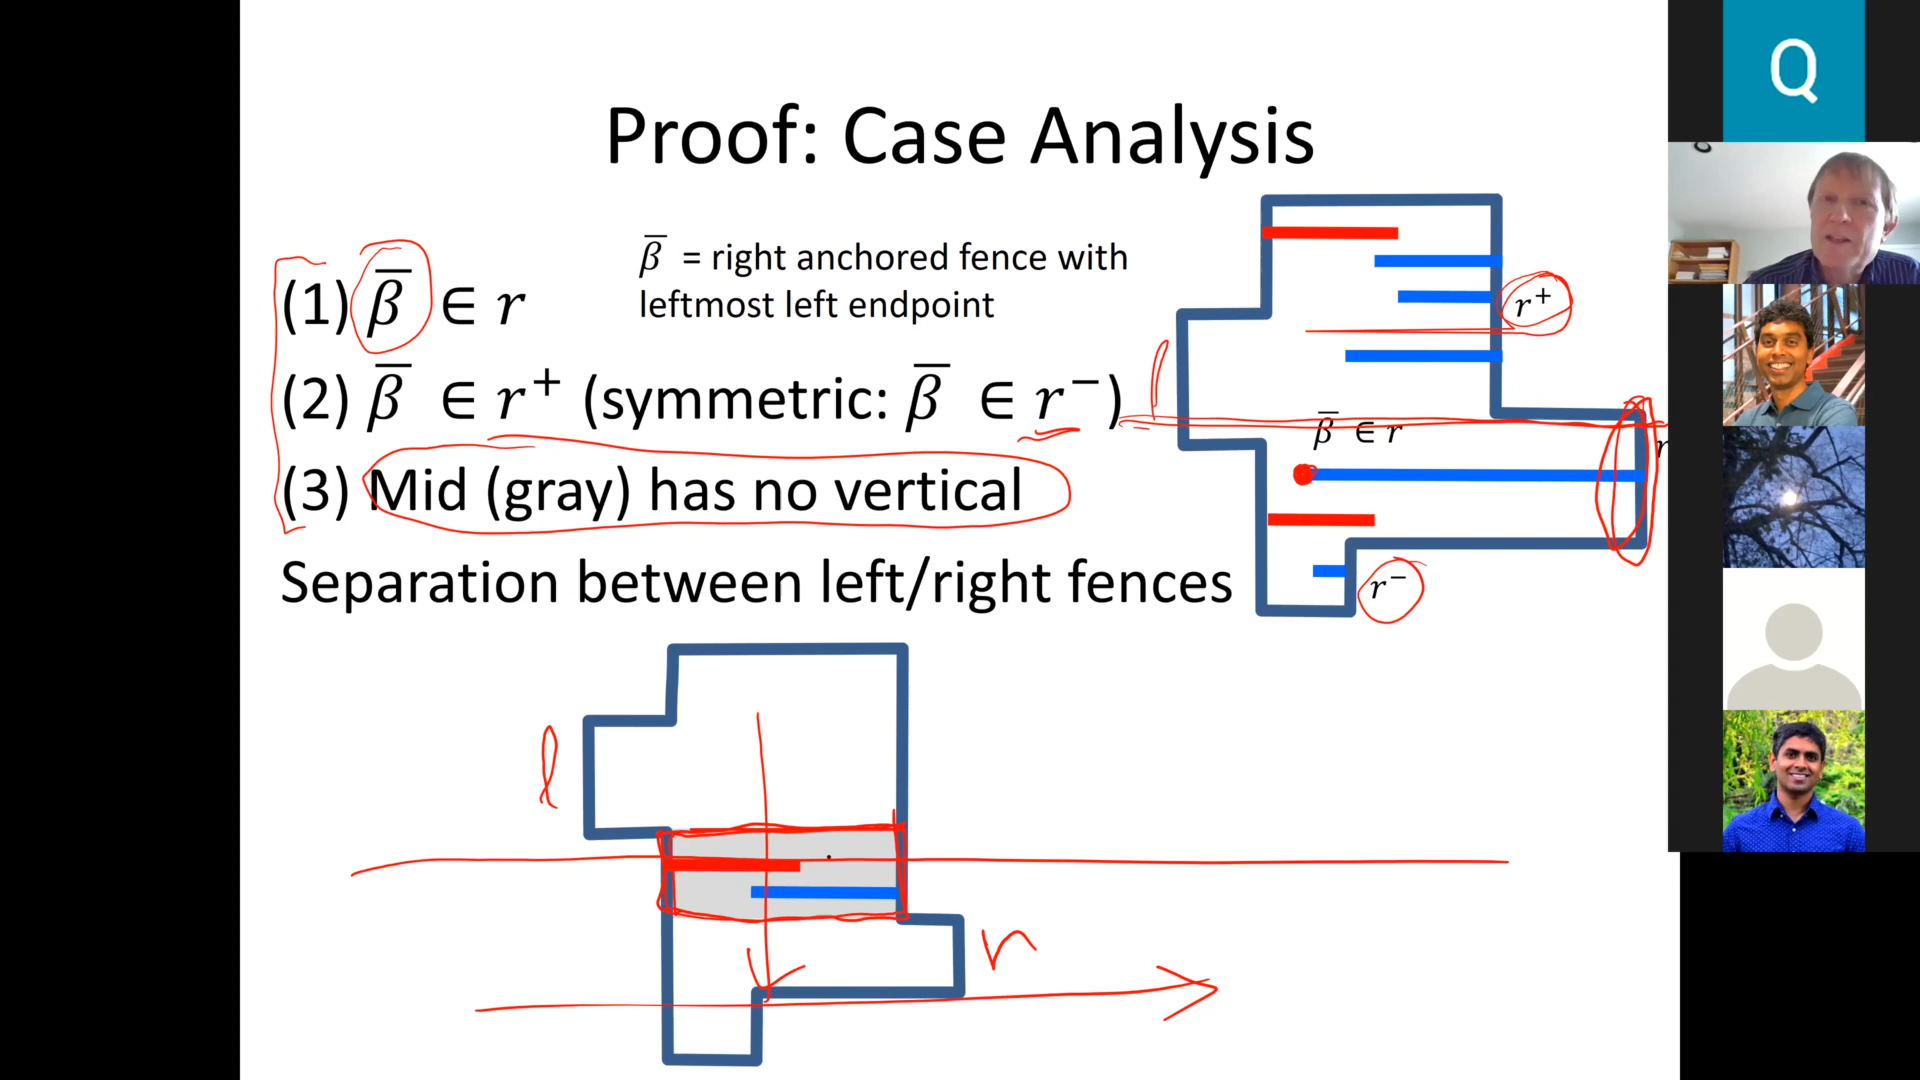 Proof: Case Analysis
β̅ = right anchored fence with
leftmost left endpoint
(1) β̅ ∈ r
(2) β̅ ∈ r⁺ (symmetric: β̅ ∈ r⁻)
(3) Mid (gray) has no vertical
Separation between left/right fences
r⁺
l
β̅ ∈ r
r
r⁻
l
r
Q